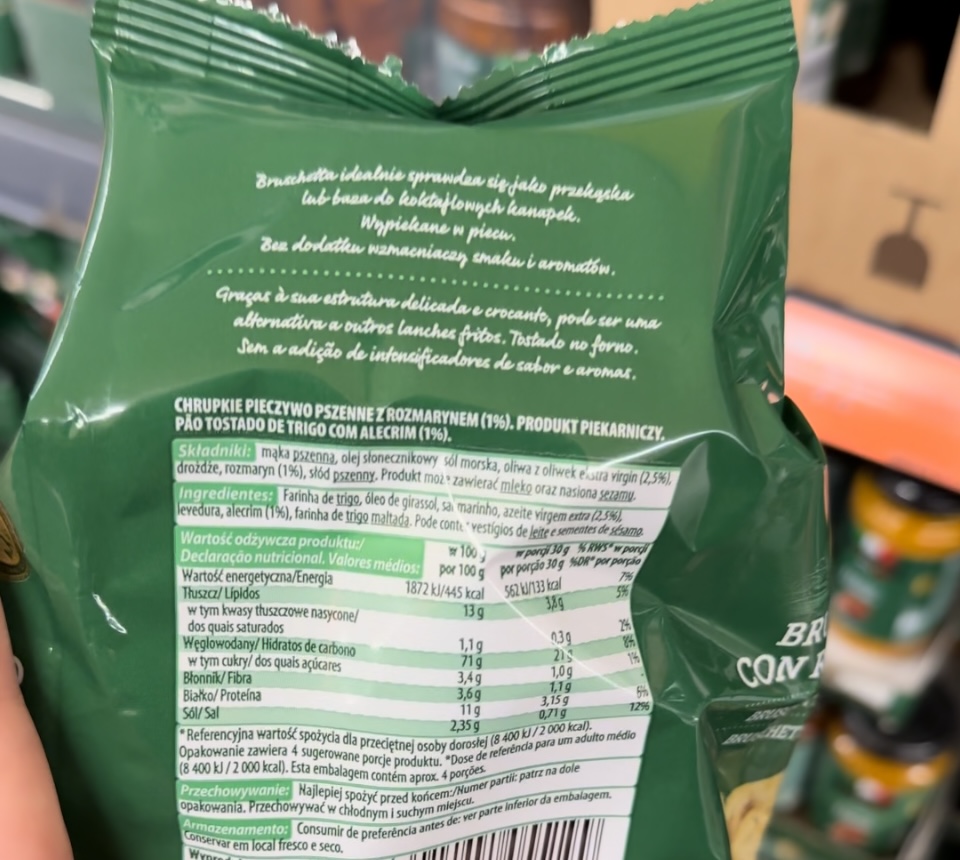 Bruschetta idealnie sprawdza się jako przekąska
lub baza do koktajlowych kanapek.
Wypiekane w piecu.
Bez dodatku wzmacniaczy smaku i aromatów.
Graças à sua estrutura delicada e crocante, pode ser uma
alternativa a outros lanches fritos. Tostado no forno.
Sem a adição de intensificadores de sabor e aromas.
CHRUPKIE PIECZYWO PSZENNE Z ROZMARYNEM (1%). PRODUKT PIEKARNICZY.
PÃO TOSTADO DE TRIGO COM ALECRIM (1%).
Składniki: mąka pszenna, olej słonecznikowy sól morska, oliwa z oliwek ekstra virgin (2,5%),
drożdże, rozmaryn (1%), słód pszenny. Produkt może zawierać mleko oraz nasiona sezamu.
Ingredientes: Farinha de trigo, óleo de girassol, sal marinho, azeite virgem extra (2,5%),
levedura, alecrim (1%), farinha de trigo maltada. Pode conter vestígios de leite e sementes de sésamo.
Wartość odżywcza produktu:/ w 100 g w porcji 30 g % RWS* w porcji
Declaração nutricional. Valores médios: por 100 g por porção 30 g %DR* por porção
Wartość energetyczna/Energia 1872 kJ/445 kcal 562 kJ/133 kcal 7%
Tłuszcz/ Lípidos 13 g 3,8 g 5%
w tym kwasy tłuszczowe nasycone/
dos quais saturados 1,1 g 0,3 g 2%
Węglowodany/ Hidratos de carbono 71 g 21 g 8%
w tym cukry/ dos quais açúcares 3,4 g 1,0 g 1%
Błonnik/ Fibra 3,6 g 1,1 g -
Białko/ Proteína 11 g 3,15 g 6%
Sól/ Sal 2,35 g 0,71 g 12%
*Referencyjna wartość spożycia dla przeciętnej osoby dorosłej (8 400 kJ / 2 000 kcal).
Opakowanie zawiera 4 sugerowane porcje produktu. *Dose de referência para um adulto médio
(8 400 kJ / 2 000 kcal). Esta embalagem contém aprox. 4 porções.
Przechowywanie: Najlepiej spożyć przed końcem:/Numer partii: patrz na dole
opakowania. Przechowywać w chłodnym i suchym miejscu.
Armazenamento: Consumir de preferência antes de: ver parte inferior da embalagem.
Conservar em local fresco e seco.
BRU
CON R